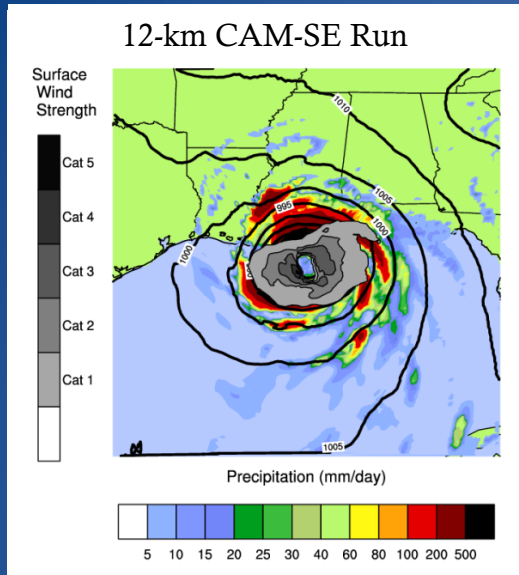 12-km CAM-SE Run
Surface
Wind
Strength
Cat 5
Cat 4
Cat 3
Cat 2
Cat 1
1010
1005
995
1000
1000
1005
Precipitation (mm/day)
5 10 15 20 25 30 40 60 80 100 200 500